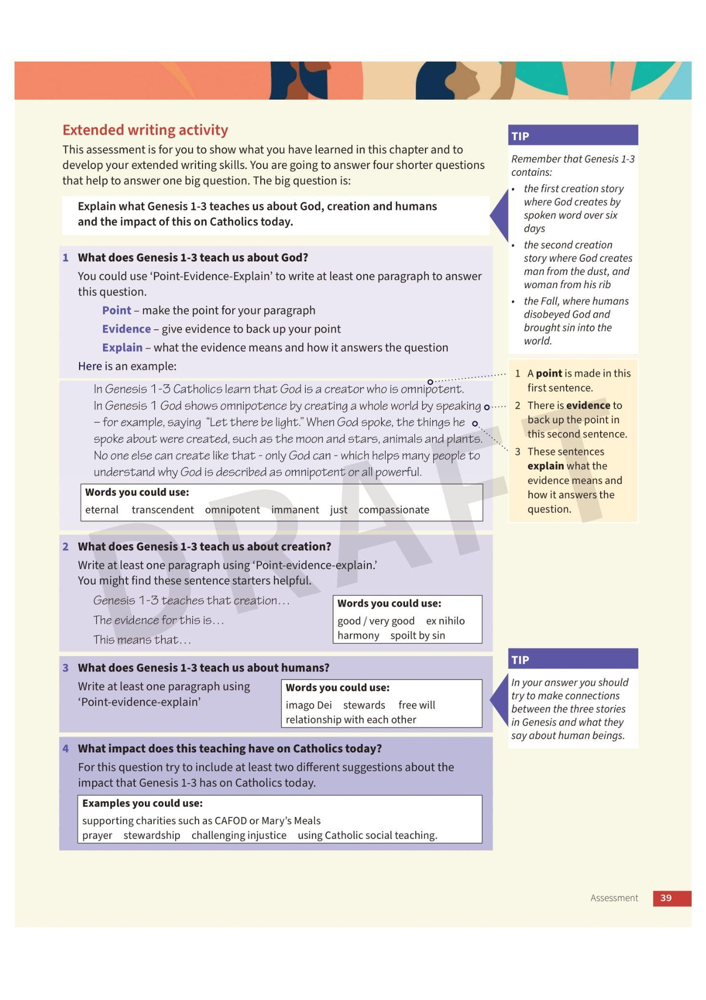 Extended writing activity
This assessment is for you to show what you have learned in this chapter and to
develop your extended writing skills. You are going to answer four shorter questions
that help to answer one big question. The big question is:
Explain what Genesis 1-3 teaches us about God, creation and humans
and the impact of this on Catholics today.
TIP
Remember that Genesis 1-3
contains:
• the first creation story
where God creates by
spoken word over six
days
• the second creation
story where God creates
man from the dust, and
woman from his rib
• the Fall, where humans
disobeyed God and
brought sin into the
world.
1 What does Genesis 1-3 teach us about God?
You could use ‘Point-Evidence-Explain’ to write at least one paragraph to answer
this question.
Point – make the point for your paragraph
Evidence – give evidence to back up your point
Explain – what the evidence means and how it answers the question
Here is an example:
In Genesis 1-3 Catholics learn that God is a creator who is omnipotent.
In Genesis 1 God shows omnipotence by creating a whole world by speaking
– for example, saying “Let there be light.” When God spoke, the things he
spoke about were created, such as the moon and stars, animals and plants.
No one else can create like that - only God can - which helps many people to
understand why God is described as omnipotent or all powerful.
1 A point is made in this
first sentence.
2 There is evidence to
back up the point in
this second sentence.
3 These sentences
explain what the
evidence means and
how it answers the
question.
Words you could use:
eternal transcendent omnipotent immanent just compassionate
2 What does Genesis 1-3 teach us about creation?
Write at least one paragraph using ‘Point-evidence-explain.’
You might find these sentence starters helpful.
Genesis 1-3 teaches that creation...
The evidence for this is...
This means that...
Words you could use:
good / very good ex nihilo
harmony spoilt by sin
3 What does Genesis 1-3 teach us about humans?
Write at least one paragraph using
‘Point-evidence-explain’
Words you could use:
imago Dei stewards free will
relationship with each other
TIP
In your answer you should
try to make connections
between the three stories
in Genesis and what they
say about human beings.
4 What impact does this teaching have on Catholics today?
For this question try to include at least two different suggestions about the
impact that Genesis 1-3 has on Catholics today.
Examples you could use:
supporting charities such as CAFOD or Mary’s Meals
prayer stewardship challenging injustice using Catholic social teaching.
Assessment 39
DRAFT